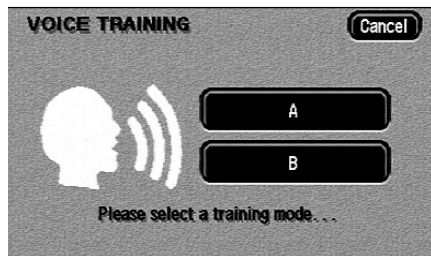 VOICE TRAINING
Cancel
A
B
Please select a training mode. . .